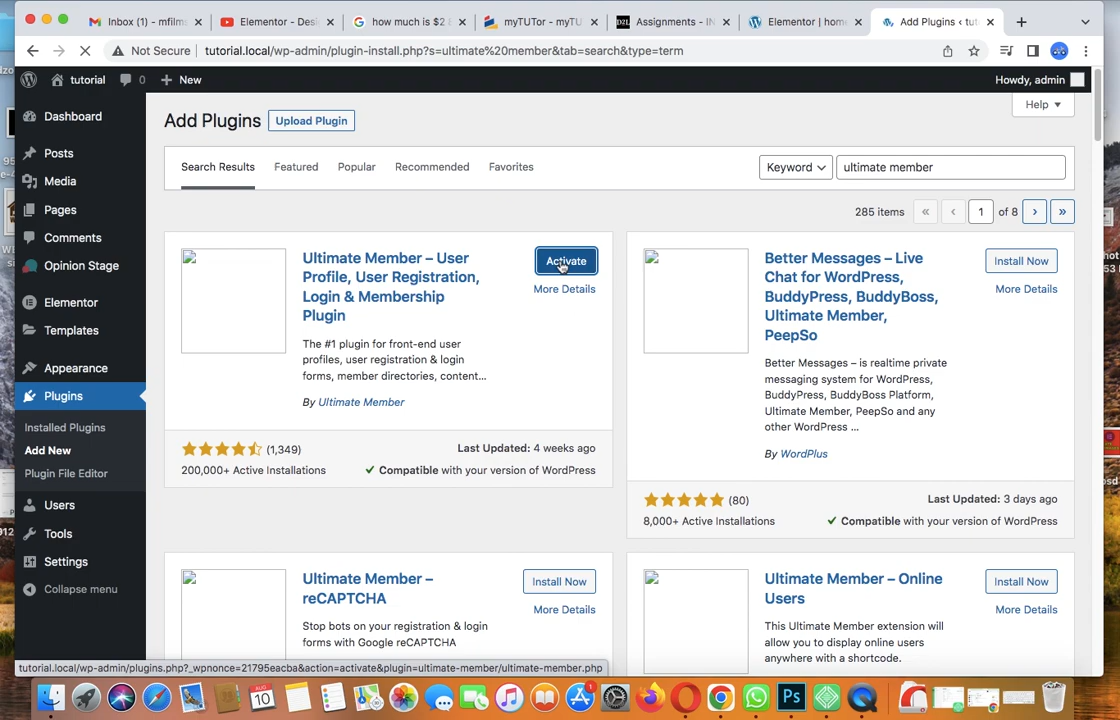 Inbox (1) - mfilms
Elementor - Desi
how much is $2 &
myTUTor - myTU
Assignments - IN
Elementor | home
Add Plugins ‹ tut
Not Secure
tutorial.local/wp-admin/plugin-install.php?s=ultimate%20member&tab=search&type=term
tutorial
0
New
Howdy, admin
Dashboard
Posts
Media
Pages
Comments
Opinion Stage
Elementor
Templates
Appearance
Plugins
Installed Plugins
Add New
Plugin File Editor
Users
Tools
Settings
Collapse menu
Help
Add Plugins
Upload Plugin
Search Results
Featured
Popular
Recommended
Favorites
Keyword
ultimate member
285 items
«
‹
1
of 8
›
»
Ultimate Member – User
Profile, User Registration,
Login & Membership
Plugin
Activate
More Details
The #1 plugin for front-end user
profiles, user registration & login
forms, member directories, content...
By Ultimate Member
(1,349)
200,000+ Active Installations
Last Updated: 4 weeks ago
Compatible with your version of WordPress
Better Messages – Live
Chat for WordPress,
BuddyPress, BuddyBoss,
Ultimate Member,
PeepSo
Install Now
More Details
Better Messages – is realtime private
messaging system for WordPress,
BuddyPress, BuddyBoss Platform,
Ultimate Member, PeepSo and any
other WordPress ...
By WordPlus
(80)
8,000+ Active Installations
Last Updated: 3 days ago
Compatible with your version of WordPress
Ultimate Member –
reCAPTCHA
Install Now
More Details
Stop bots on your registration & login
forms with Google reCAPTCHA
Ultimate Member – Online
Users
Install Now
More Details
This Ultimate Member extension will
allow you to display online users
anywhere with a shortcode.
tutorial.local/wp-admin/plugins.php?_wpnonce=21795eacba&action=activate&plugin=ultimate-member/ultimate-member.php
AUG
10
1
Ps